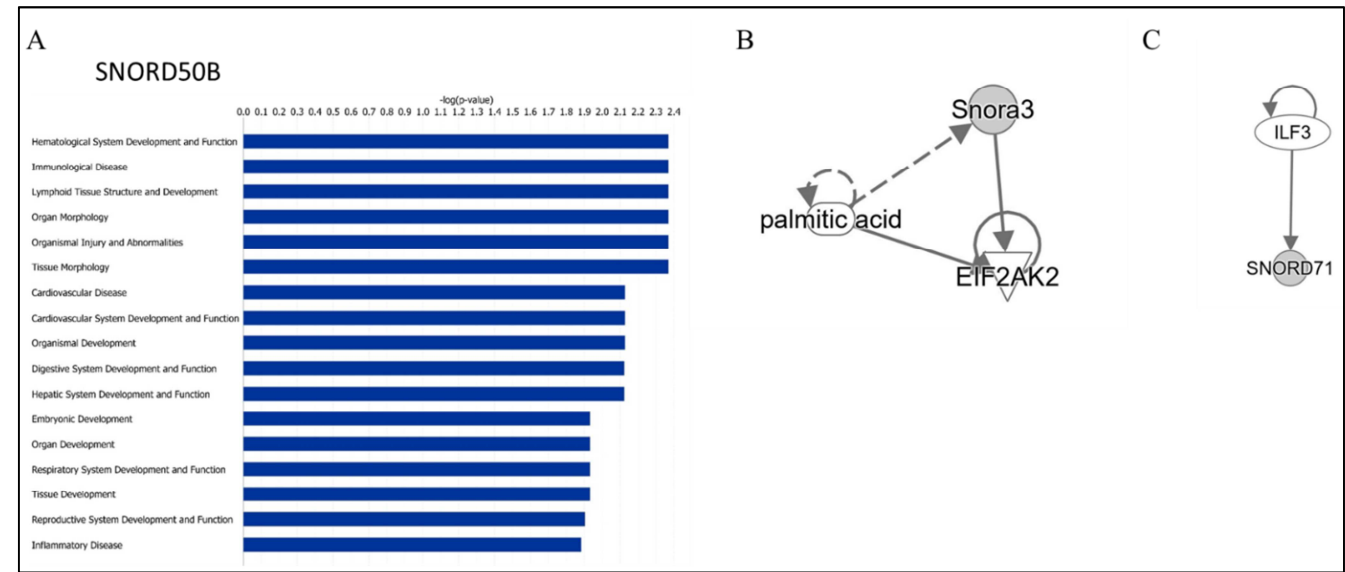 A
SNORD50B
-log(p-value)
0.0 0.1 0.2 0.3 0.4 0.5 0.6 0.7 0.8 0.9 1.0 1.1 1.2 1.3 1.4 1.5 1.6 1.7 1.8 1.9 2.0 2.1 2.2 2.3 2.4
Hematological System Development and Function
Immunological Disease
Lymphoid Tissue Structure and Development
Organ Morphology
Organismal Injury and Abnormalities
Tissue Morphology
Cardiovascular Disease
Cardiovascular System Development and Function
Organismal Development
Digestive System Development and Function
Hepatic System Development and Function
Embryonic Development
Organ Development
Respiratory System Development and Function
Tissue Development
Reproductive System Development and Function
Inflammatory Disease
B
Snora3
palmitic acid
EIF2AK2
C
ILF3
SNORD71